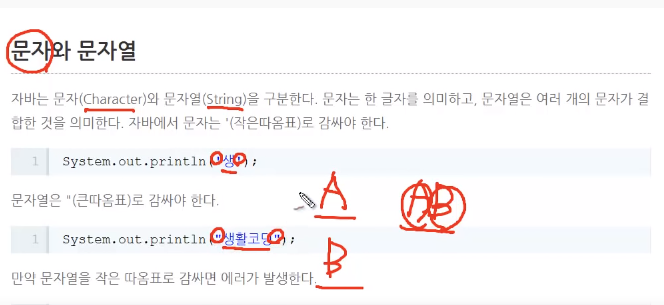 문자와 문자열
자바는 문자(Character)와 문자열(String)을 구분한다. 문자는 한 글자를 의미하고, 문자열은 여러 개의 문자가 결
합한 것을 의미한다. 자바에서 문자는 '(작은따옴표)로 감싸야 한다.
1 System.out.println("생");
문자열은 "(큰따옴표)로 감싸야 한다.
A AB
1 System.out.println("생활코딩");
B
만약 문자열을 작은 따옴표로 감싸면 에러가 발생한다.